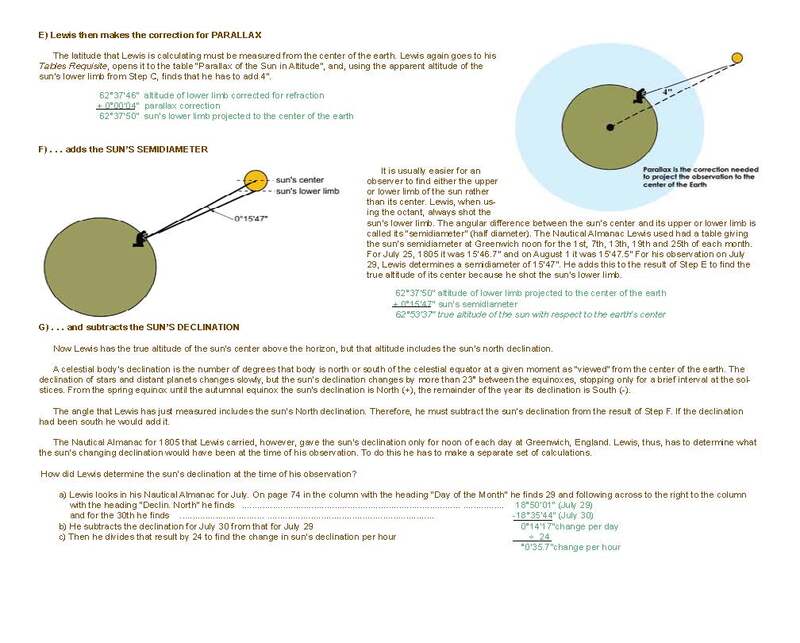 E) Lewis then makes the correction for PARALLAX
The latitude that Lewis is calculating must be measured from the center of the earth. Lewis again goes to his
Tables Requisite, opens it to the table "Parallax of the Sun in Altitude", and, using the apparent altitude of the
sun's lower limb from Step C, finds that he has to add 4".
62°37'46" altitude of lower limb corrected for refraction
+ 0°00'04" parallax correction
62°37'50" sun's lower limb projected to the center of the earth
4"
Parallax is the correction needed
to project the observation to the
center of the Earth
F) . . . adds the SUN'S SEMIDIAMETER
sun's center
sun's lower limb
0°15'47"
It is usually easier for an
observer to find either the upper
or lower limb of the sun rather
than its center. Lewis, when us-
ing the octant, always shot the
sun's lower limb. The angular difference between the sun's center and its upper or lower limb is
called its "semidiameter" (half diameter). The Nautical Almanac Lewis used had a table giving
the sun's semidiameter at Greenwich noon for the 1st, 7th, 13th, 19th and 25th of each month.
For July 25, 1805 it was 15'46.7" and on August 1 it was 15'47.5" For his observation on July
29, Lewis determines a semidiameter of 15'47". He adds this to the result of Step E to find the
true altitude of its center because he shot the sun's lower limb.
62°37'50" altitude of lower limb projected to the center of the earth
+ 0°15'47" sun's semidiameter
62°53'37" true altitude of the sun with respect to the earth's center
G) . . . and subtracts the SUN'S DECLINATION
Now Lewis has the true altitude of the sun's center above the horizon, but that altitude includes the sun's north declination.
A celestial body's declination is the number of degrees that body is north or south of the celestial equator at a given moment as "viewed" from the center of the earth. The
declination of stars and distant planets changes slowly, but the sun's declination changes by more than 23° between the equinoxes, stopping only for a brief interval at the sol-
stices. From the spring equinox until the autumnal equinox the sun's declination is North (+), the remainder of the year its declination is South (-).
The angle that Lewis has just measured includes the sun's North declination. Therefore, he must subtract the sun's declination from the result of Step F. If the declination
had been south he would add it.
The Nautical Almanac for 1805 that Lewis carried, however, gave the sun's declination only for noon of each day at Greenwich, England. Lewis, thus, has to determine what
the sun's changing declination would have been at the time of his observation. To do this he has to make a separate set of calculations.
How did Lewis determine the sun's declination at the time of his observation?
a) Lewis looks in his Nautical Almanac for July. On page 74 in the column with the heading "Day of the Month" he finds 29 and following across to the right to the column
with the heading "Declin. North" he finds ........................................................................ ................ 18°50'01" (July 29)
and for the 30th he finds ........................................................................................ -18°35'44" (July 30)
b) He subtracts the declination for July 30 from that for July 29 0°14'17"change per day
c) Then he divides that result by 24 to find the change in sun's declination per hour ÷ 24
°0'35.7"change per hour